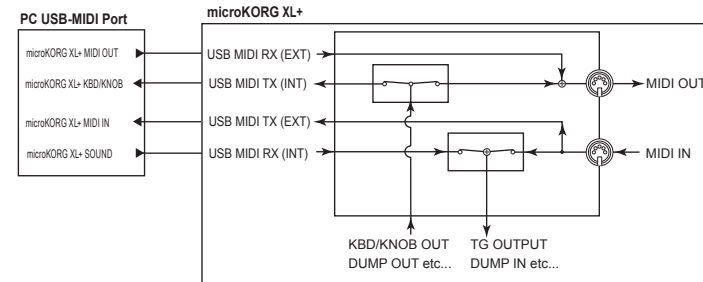 PC USB-MIDI Port
microKORG XL+
microKORG XL+ MIDI OUT
microKORG XL+ KBD/KNOB
microKORG XL+ MIDI IN
microKORG XL+ SOUND
USB MIDI RX (EXT)
USB MIDI TX (INT)
USB MIDI TX (EXT)
USB MIDI RX (INT)
MIDI OUT
MIDI IN
KBD/KNOB OUT
DUMP OUT etc...
TG OUTPUT
DUMP IN etc...